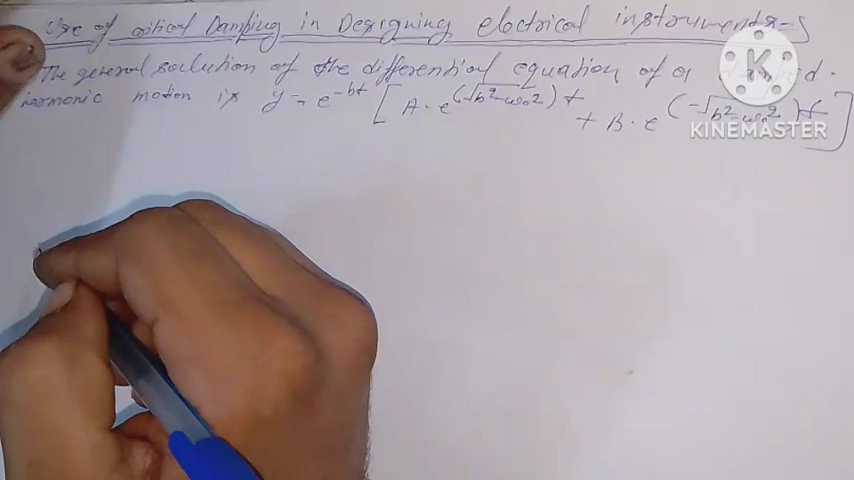 Use of critical Damping in Designing electrical instruments:-
The general solution of the differential equation of a damped.
harmonic motion is y = e^{-bt} [ A. e^{(√b²-ω₀²)t} + B. e^{(-√b²-ω₀²)t} ]
K
KINEMASTER